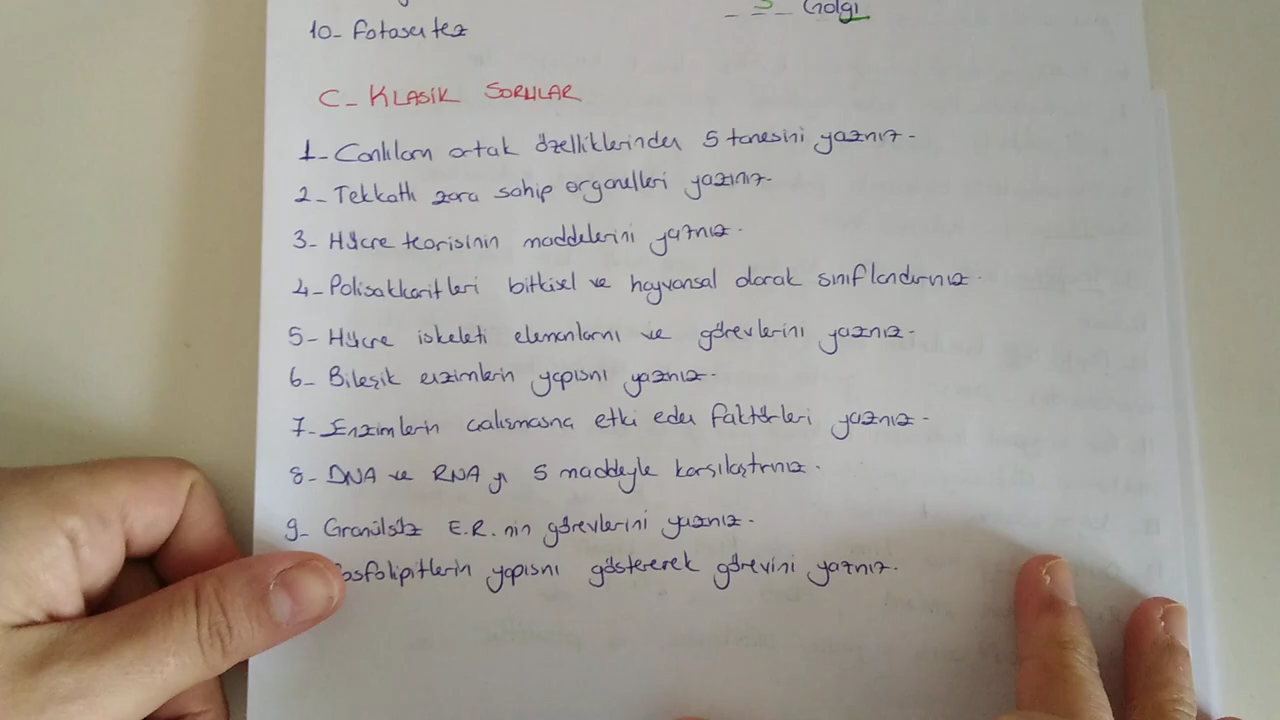 - 5 - Golgi
10- Fotosentez
C- KLASİK SORULAR
1- Canlıların ortak özelliklerinden 5 tanesini yazınız.
2- Tekkatlı zara sahip organelleri yazınız.
3- Hücre teorisinin maddelerini yazınız.
4- Polisakkaritleri bitkisel ve hayvansal olarak sınıflandırınız.
5- Hücre iskeleti elemanlarını ve görevlerini yazınız.
6- Bileşik enzimlerin yapısını yazınız.
7- Enzimlerin çalışmasına etki eden faktörleri yazınız.
8- DNA ve RNA yı 5 maddeyle karşılaştırınız.
9- Granülsüz E.R. nin görevlerini yazınız.
fosfolipitlerin yapısını göstererek görevini yazınız.